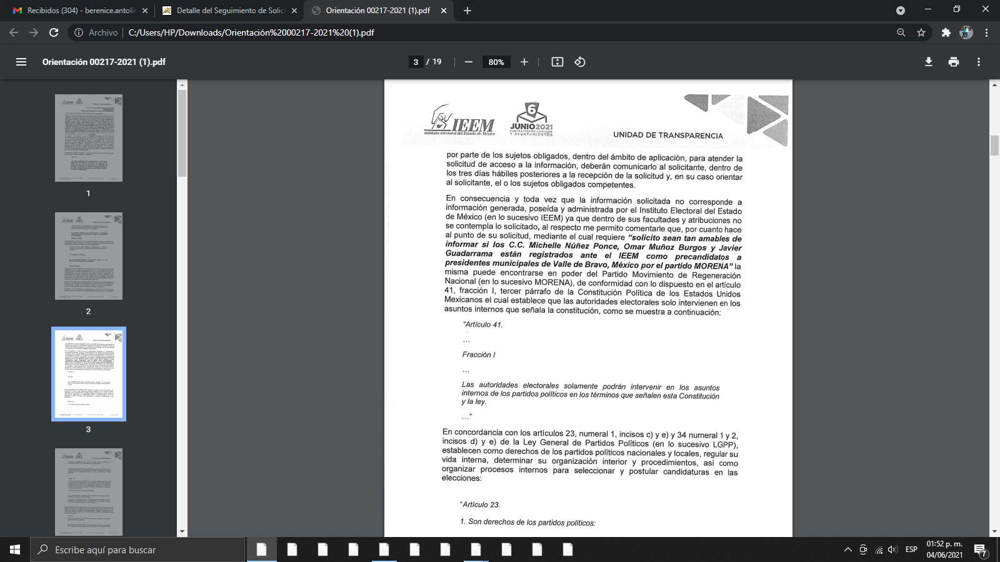 Recibidos (304) - berenice.antolin
Detalle del Seguimiento de Solici
Orientación 00217-2021 (1).pdf
Archivo
C:/Users/HP/Downloads/Orientación%2000217-2021%20(1).pdf
Orientación 00217-2021 (1).pdf
3 / 19
80%
1
2
3
IEEM
Instituto Electoral del Estado de México
6
JUNIO 2021
Y AYUNTAMIENTOS
UNIDAD DE TRANSPARENCIA
por parte de los sujetos obligados, dentro del ámbito de aplicación, para atender la
solicitud de acceso a la información, deberán comunicarlo al solicitante, dentro de
los tres días hábiles posteriores a la recepción de la solicitud y, en su caso orientar
al solicitante, el o los sujetos obligados competentes.
En consecuencia y toda vez que la información solicitada no corresponde a
información generada, poseída y administrada por el Instituto Electoral del Estado
de México (en lo sucesivo IEEM) ya que dentro de sus facultades y atribuciones no
se contempla lo solicitado, al respecto me permito comentarle que, por cuanto hace
al punto de su solicitud, mediante el cual requiere “solicito sean tan amables de
informar si los C.C. Michelle Núñez Ponce, Omar Muñoz Burgos y Javier
Guadarrama están registrados ante el IEEM como precandidatos a
presidentes municipales de Valle de Bravo, México por el partido MORENA” la
misma puede encontrarse en poder del Partido Movimiento de Regeneración
Nacional (en lo sucesivo MORENA), de conformidad con lo dispuesto en el artículo
41, fracción I, tercer párrafo de la Constitución Política de los Estados Unidos
Mexicanos el cual establece que las autoridades electorales solo intervienen en los
asuntos internos que señala la constitución, como se muestra a continuación:
“Artículo 41.
...
Fracción I
...
Las autoridades electorales solamente podrán intervenir en los asuntos
internos de los partidos políticos en los términos que señalen esta Constitución
y la ley.
...”
En concordancia con los artículos 23, numeral 1, incisos c) y e) y 34 numeral 1 y 2,
incisos d) y e) de la Ley General de Partidos Políticos (en lo sucesivo LGPP),
establecen como derechos de los partidos políticos nacionales y locales, regular su
vida interna, determinar su organización interior y procedimientos, así como
organizar procesos internos para seleccionar y postular candidaturas en las
elecciones:
“Artículo 23.
1. Son derechos de los partidos políticos:
Escribe aquí para buscar
ESP
01:52 p. m.
04/06/2021
7